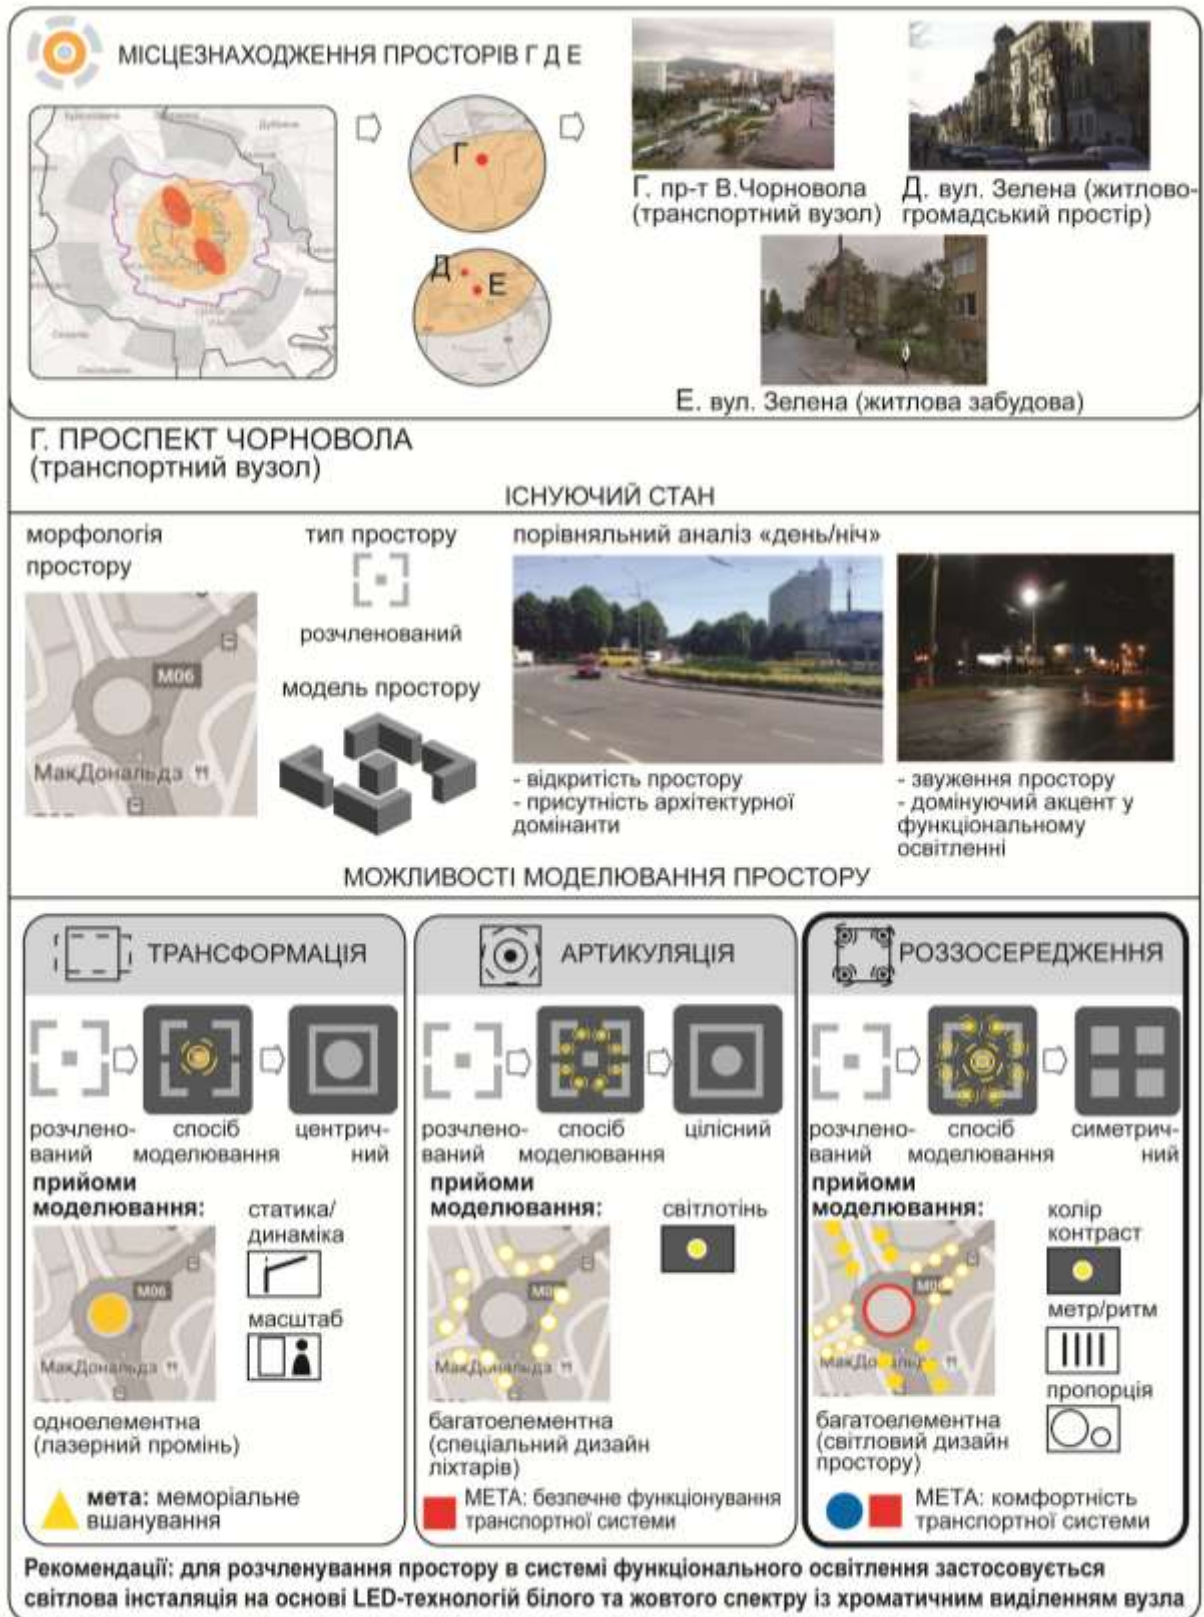 МІСЦЕЗНАХОДЖЕННЯ ПРОСТОРІВ Г Д Е
Г
Д
Е
Г. пр-т В.Чорновола
(транспортний вузол)
Д. вул. Зелена (житлово-
громадський простір)
Е. вул. Зелена (житлова забудова)
Г. ПРОСПЕКТ ЧОРНОВОЛА
(транспортний вузол)
ІСНУЮЧИЙ СТАН
морфологія
простору
M06
МакДональдз
тип простору
розчленований
модель простору
порівняльний аналіз «день/ніч»
- відкритість простору
- присутність архітектурної
домінанти
- звуження простору
- домінуючий акцент у
функціональному
освітленні
МОЖЛИВОСТІ МОДЕЛЮВАННЯ ПРОСТОРУ
ТРАНСФОРМАЦІЯ
розчлено-
ваний
спосіб
моделювання
центрич-
ний
прийоми
моделювання:
статика/
динаміка
масштаб
M06
МакДональдз
одноелементна
(лазерний промінь)
мета: меморіальне
вшанування
АРТИКУЛЯЦІЯ
розчлено-
ваний
спосіб
моделювання
цілісний
прийоми
моделювання:
світлотінь
МакДональдз
багатоелементна
(спеціальний дизайн
ліхтарів)
МЕТА: безпечне функціонування
транспортної системи
РОЗЗОСЕРЕДЖЕННЯ
розчлено-
ваний
спосіб
моделювання
симетрич-
ний
прийоми
моделювання:
колір
контраст
метр/ритм
пропорція
багатоелементна
(світловий дизайн
простору)
МЕТА: комфортність
транспортної системи
Рекомендації: для розчленування простору в системі функціонального освітлення застосовується
світлова інсталяція на основі LED-технологій білого та жовтого спектру із хроматичним виділенням вузла